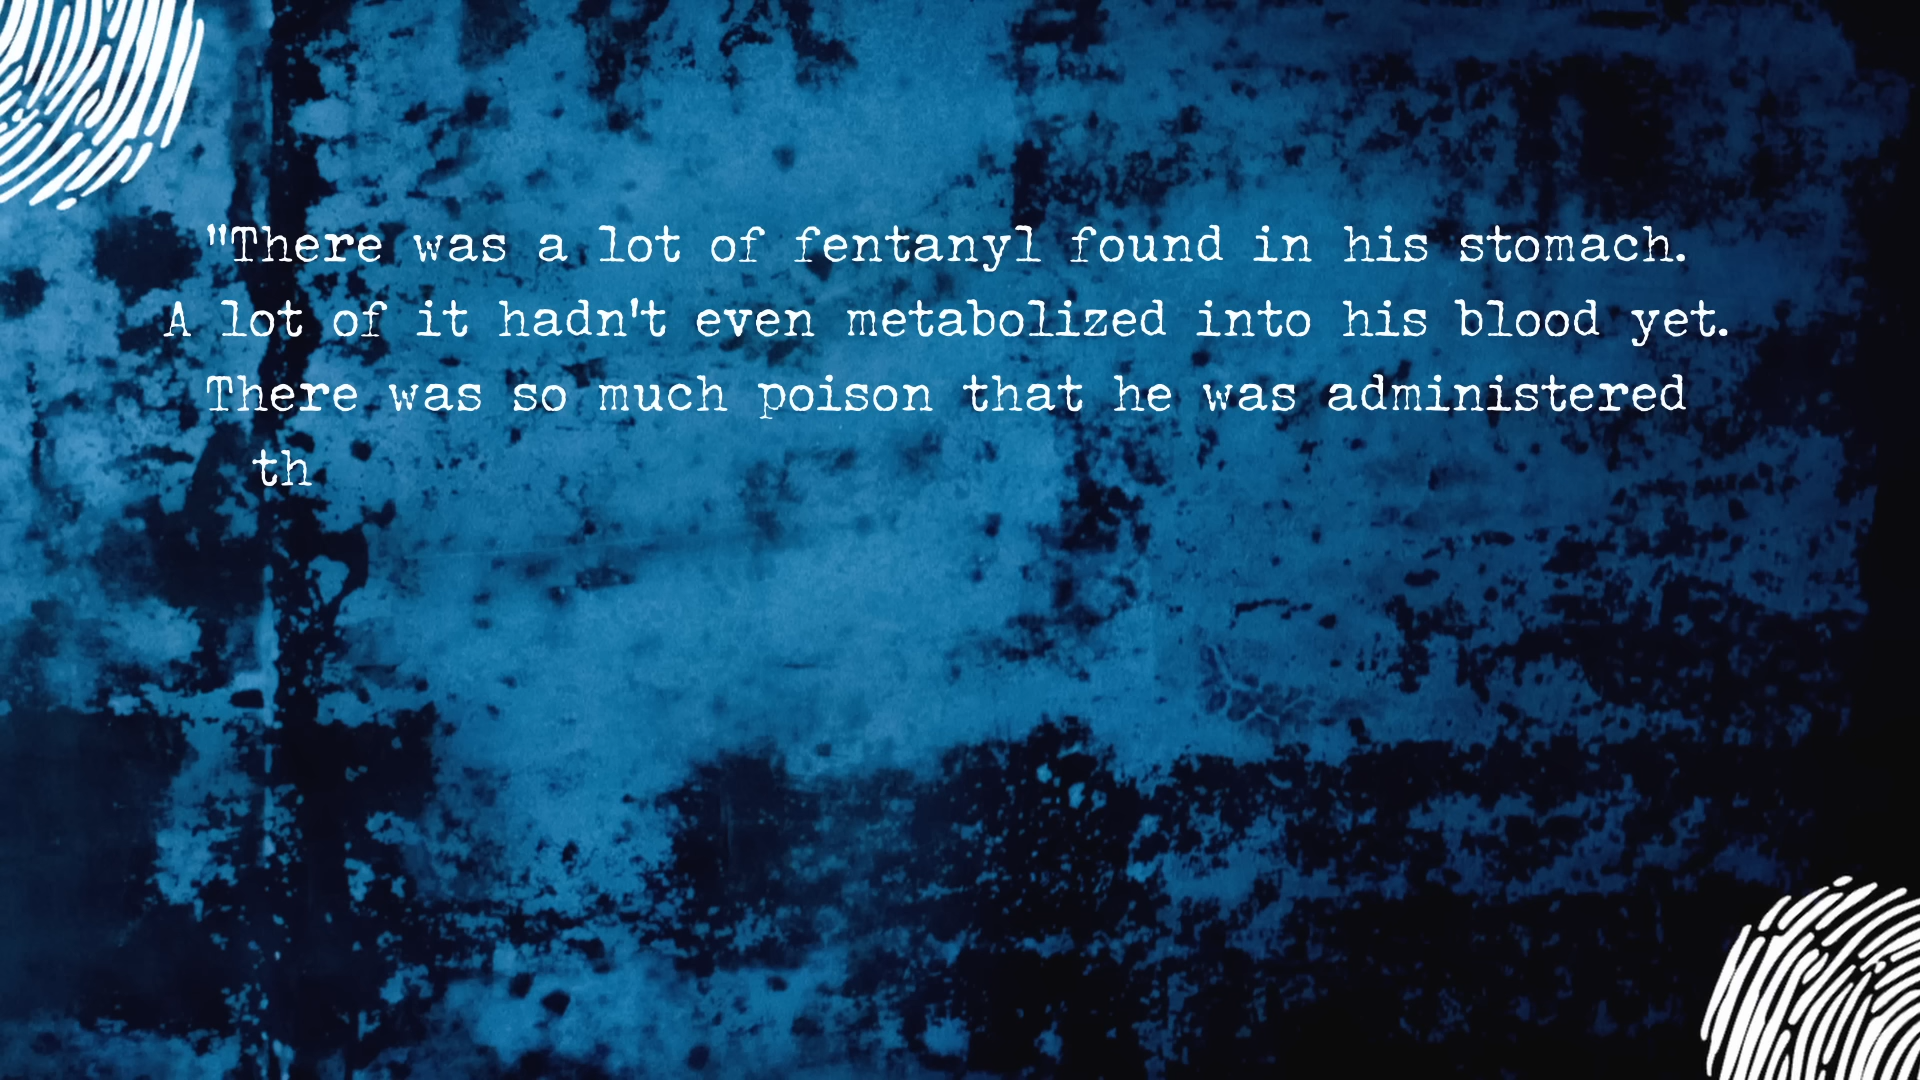 "There was a lot of fentanyl found in his stomach.
A lot of it hadn't even metabolized into his blood yet.
There was so much poison that he was administered
th